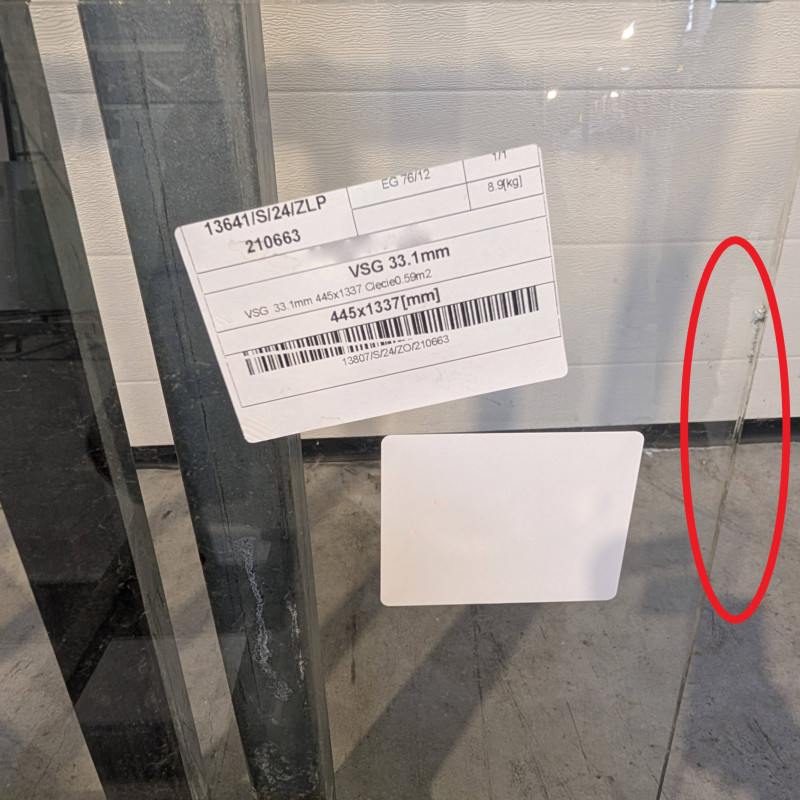 1/1
EG 76/12
8.9[kg]
13641/S/24/ZLP
210663
VSG 33.1mm
VSG 33.1mm 445x1337 Cięcie0.59m2
445x1337[mm]
13807/S/24/ZO/210663